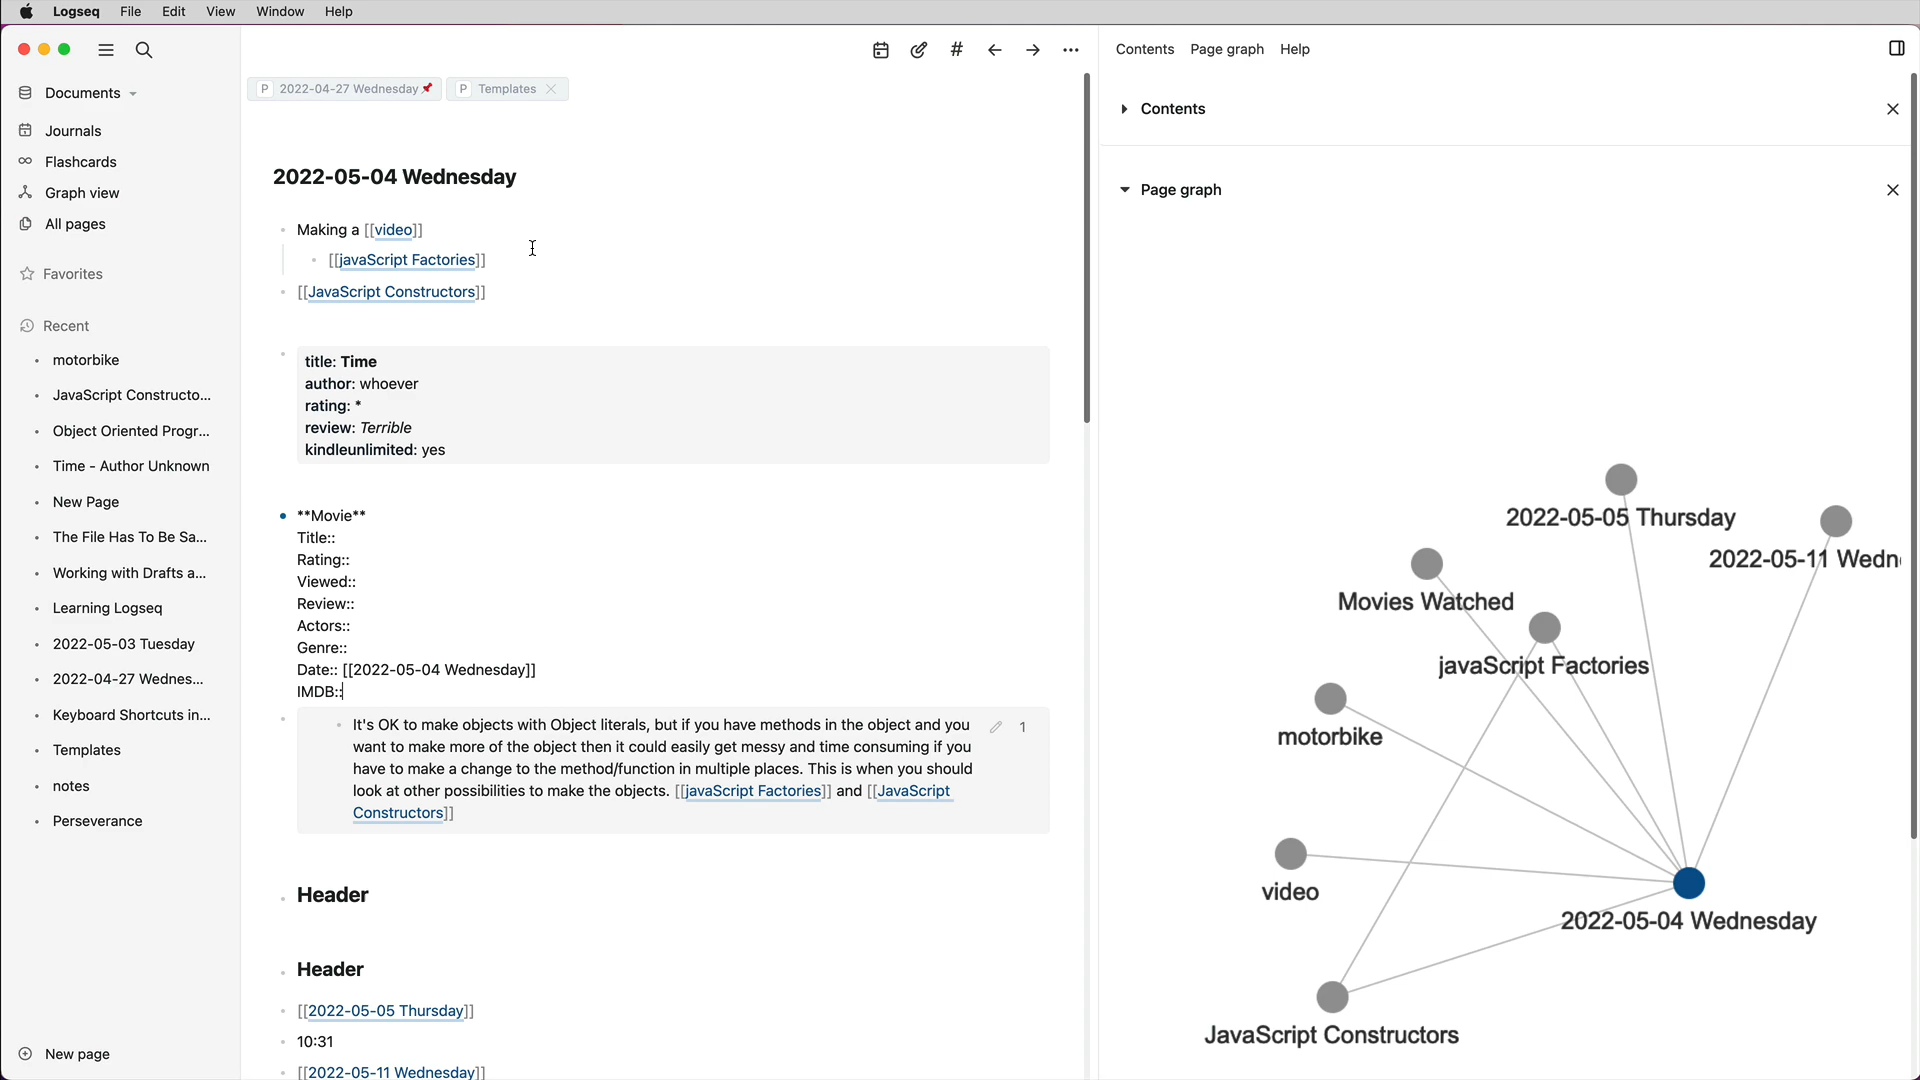 Logseq File Edit View Window Help
Contents Page graph Help
Documents
Journals
Flashcards
Graph view
All pages
Favorites
Recent
motorbike
JavaScript Constructo...
Object Oriented Progr...
Time - Author Unknown
New Page
The File Has To Be Sa...
Working with Drafts a...
Learning Logseq
2022-05-03 Tuesday
2022-04-27 Wednes...
Keyboard Shortcuts in...
Templates
notes
Perseverance
New page
P 2022-04-27 Wednesday P Templates
2022-05-04 Wednesday
Making a [[video]]
[[javaScript Factories]]
[[JavaScript Constructors]]
title: Time
author: whoever
rating: *
review: Terrible
kindleunlimited: yes
**Movie**
Title::
Rating::
Viewed::
Review::
Actors::
Genre::
Date:: [[2022-05-04 Wednesday]]
IMDB::
It's OK to make objects with Object literals, but if you have methods in the object and you 1
want to make more of the object then it could easily get messy and time consuming if you
have to make a change to the method/function in multiple places. This is when you should
look at other possibilities to make the objects. [[javaScript Factories]] and [[JavaScript
Constructors]]
Header
Header
[[2022-05-05 Thursday]]
10:31
[[2022-05-11 Wednesday]]
Contents
Page graph
2022-05-05 Thursday
2022-05-11 Wedn
Movies Watched
javaScript Factories
motorbike
video
2022-05-04 Wednesday
JavaScript Constructors